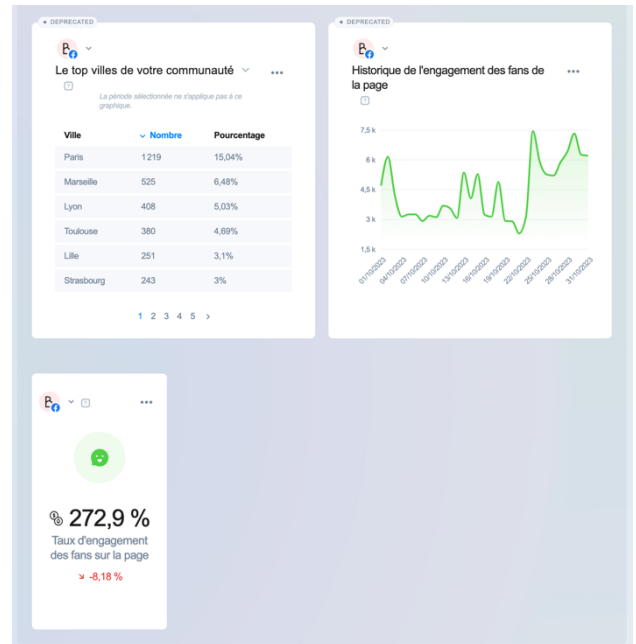 DEPRECATED
Le top villes de votre communauté
La période sélectionnée ne s'applique pas à ce
graphique.
Ville Nombre Pourcentage
Paris 1 219 15,04%
Marseille 525 6,48%
Lyon 408 5,03%
Toulouse 380 4,69%
Lille 251 3,1%
Strasbourg 243 3%
1 2 3 4 5 >
DEPRECATED
Historique de l'engagement des fans de
la page
7,5 k
6 k
4,5 k
3 k
1,5 k
01/10/2023 04/10/2023 07/10/2023 10/10/2023 13/10/2023 16/10/2023 19/10/2023 22/10/2023 25/10/2023 28/10/2023 31/10/2023
272,9 %
Taux d'engagement
des fans sur la page
-8,18 %